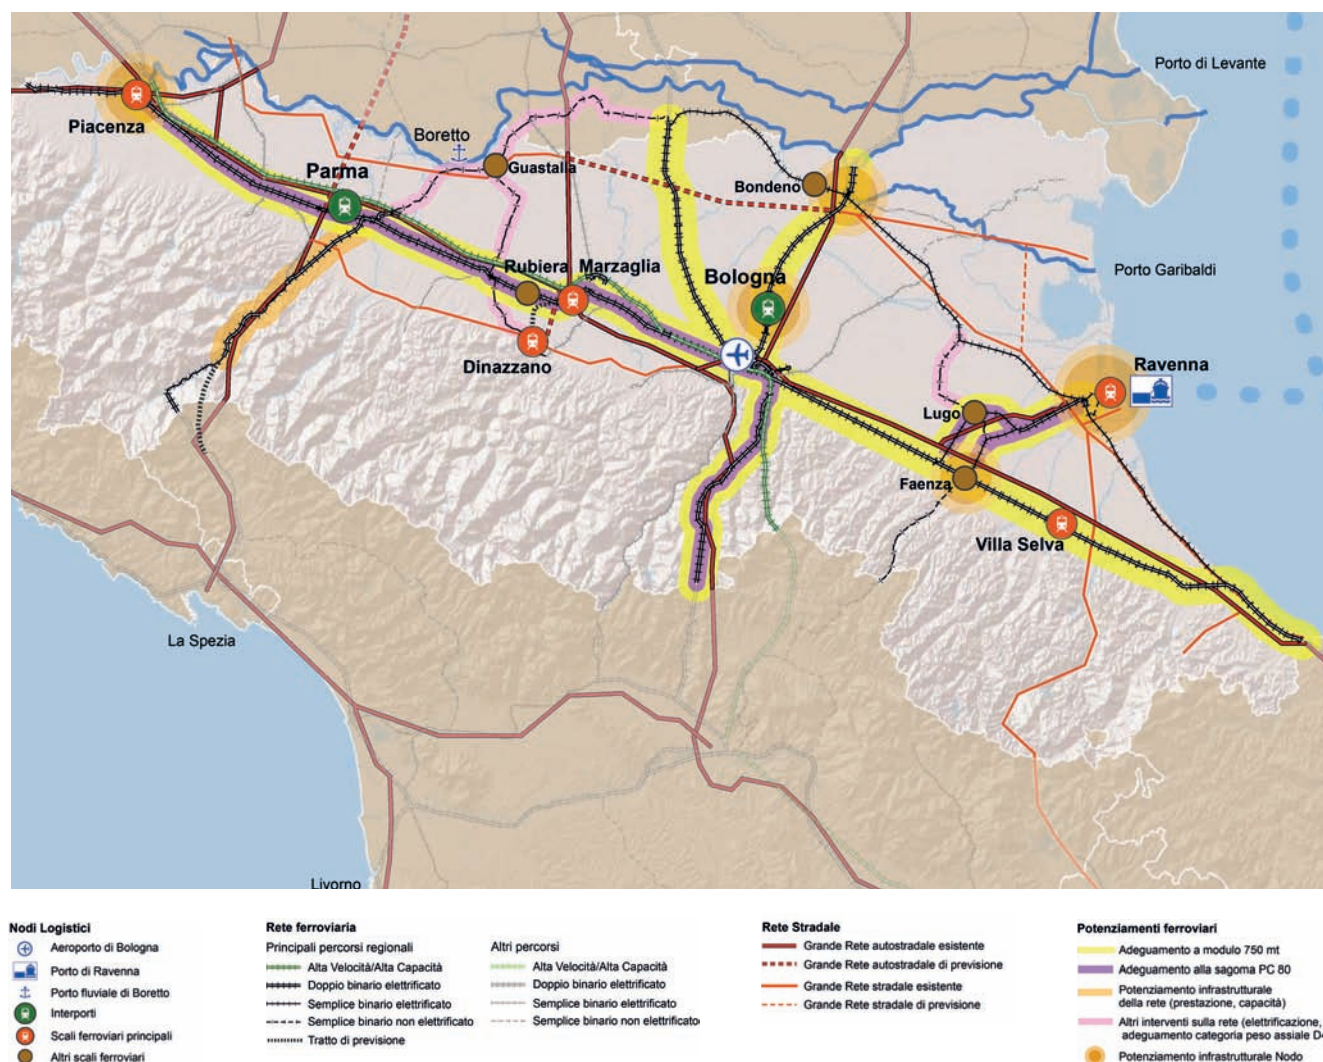 Porto di Levante
Piacenza
Boretto
Guastalla
Parma
Bondeno
Rubiera
Marzaglia
Bologna
Porto Garibaldi
Dinazzano
Ravenna
Lugo
Faenza
Villa Selva
La Spezia
Livorno
Nodi Logistici
Aeroporto di Bologna
Porto di Ravenna
Porto fluviale di Boretto
Interporti
Scali ferroviari principali
Altri scali ferroviari
Rete ferroviaria
Principali percorsi regionali
Alta Velocità/Alta Capacità
Doppio binario elettrificato
Semplice binario elettrificato
Semplice binario non elettrificato
Tratto di previsione
Altri percorsi
Alta Velocità/Alta Capacità
Doppio binario elettrificato
Semplice binario elettrificato
Semplice binario non elettrificato
Rete Stradale
Grande Rete autostradale esistente
Grande Rete autostradale di previsione
Grande Rete stradale esistente
Grande Rete stradale di previsione
Potenziamenti ferroviari
Adeguamento a modulo 750 mt
Adeguamento alla sagoma PC 80
Potenziamento infrastrutturale
della rete (prestazione, capacità)
Altri interventi sulla rete (elettrificazione,
adeguamento categoria peso assiale D4
Potenziamento infrastrutturale Nodo